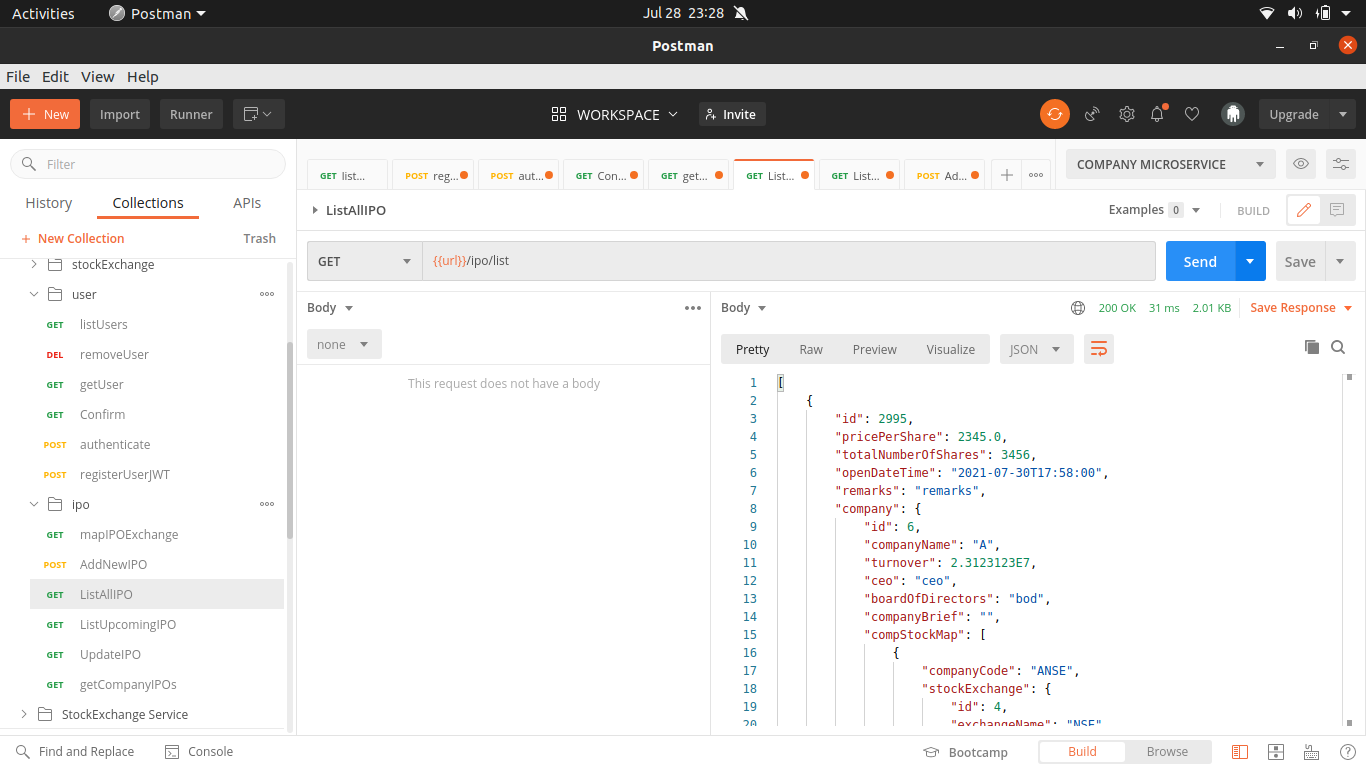 Activities Postman Jul 28 23:28
Postman
File Edit View Help
+ New Import Runner WORKSPACE Invite Upgrade
Filter
History Collections APIs
+ New Collection Trash
stockExchange
user
GET listUsers
DEL removeUser
GET getUser
GET Confirm
POST authenticate
POST registerUserJWT
ipo
GET mapIPOExchange
POST AddNewIPO
GET ListAllIPO
GET ListUpcomingIPO
GET UpdateIPO
GET getCompanyIPOs
StockExchange Service
GET list... POST reg... POST aut... GET Con... GET get... GET List... GET List... POST Ad... + COMPANY MICROSERVICE
ListAllIPO Examples 0 BUILD
GET {{url}}/ipo/list Send Save
Body
none
This request does not have a body
Body 200 OK 31 ms 2.01 KB Save Response
Pretty Raw Preview Visualize JSON
1 [
2 {
3 "id": 2995,
4 "pricePerShare": 2345.0,
5 "totalNumberOfShares": 3456,
6 "openDateTime": "2021-07-30T17:58:00",
7 "remarks": "remarks",
8 "company": {
9 "id": 6,
10 "companyName": "A",
11 "turnover": 2.3123123E7,
12 "ceo": "ceo",
13 "boardOfDirectors": "bod",
14 "companyBrief": "",
15 "compStockMap": [
16 {
17 "companyCode": "ANSE",
18 "stockExchange": {
19 "id": 4,
20 "exchangeName": "NSE"
Find and Replace Console Bootcamp Build Browse